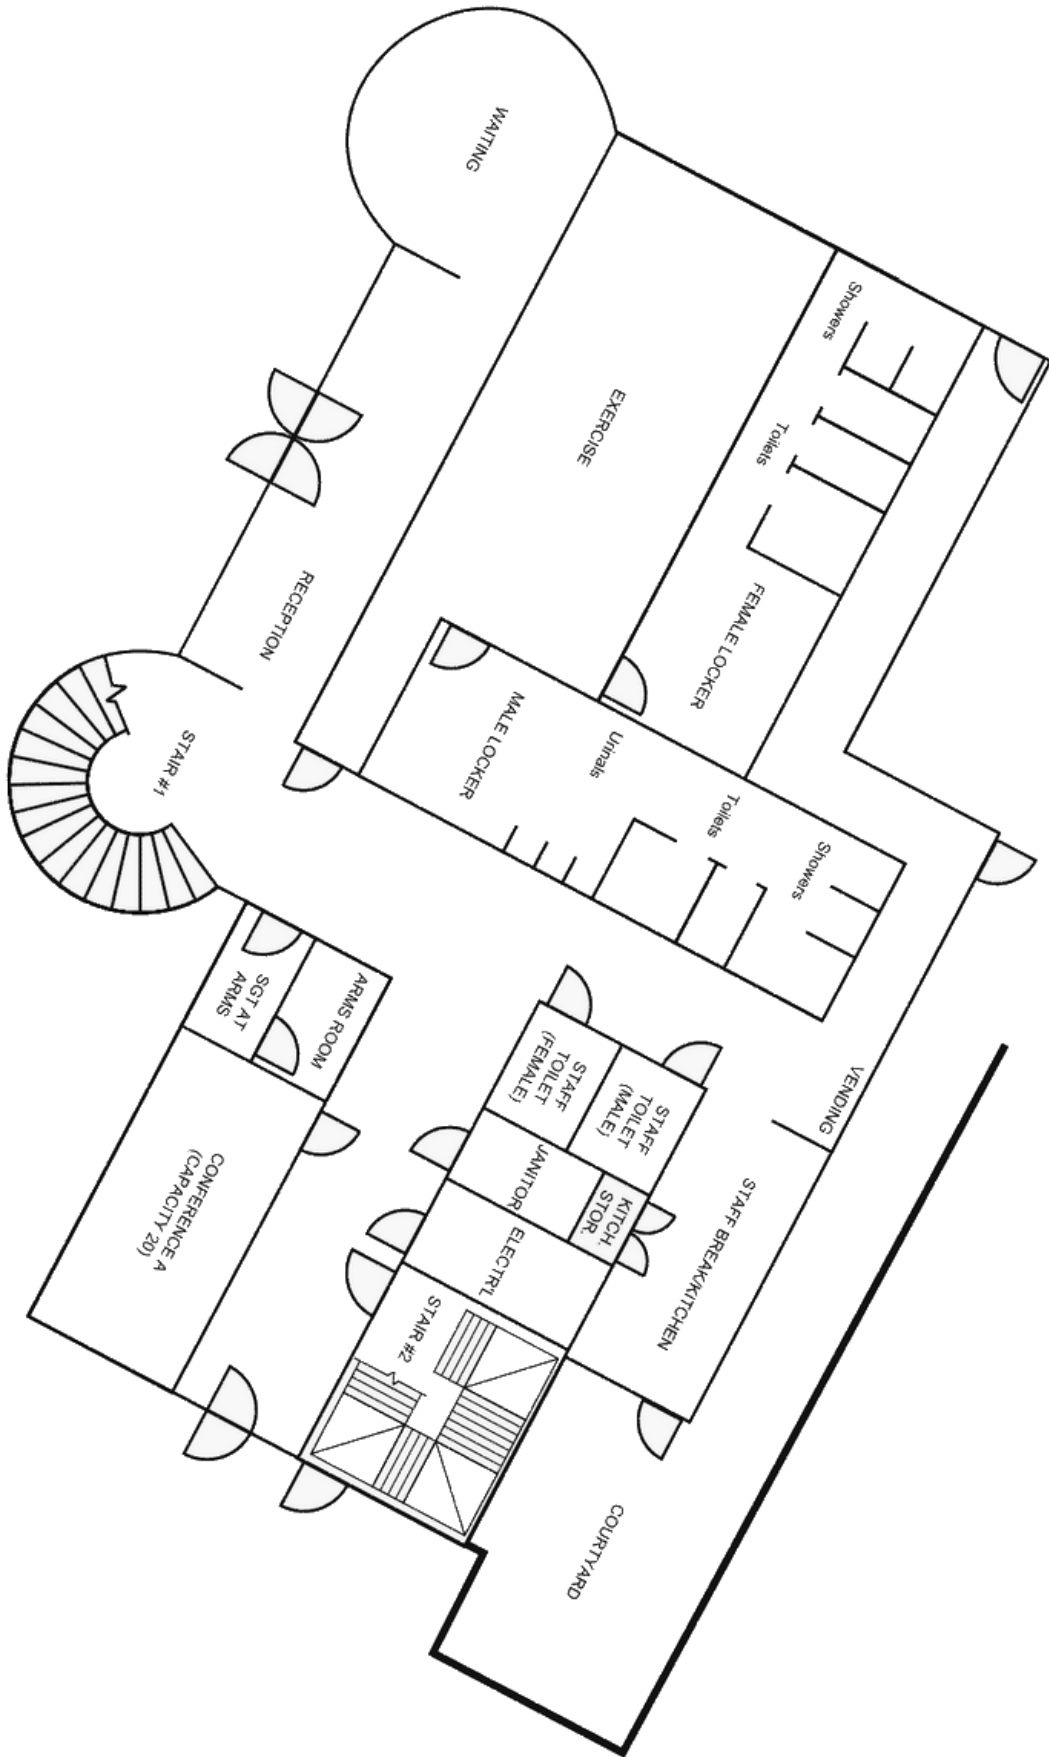 WAITING
EXERCISE
Showers
Toilets
FEMALE LOCKER
RECEPTION
STAIR #1
MALE LOCKER
Urinals
Toilets
Showers
SGT AT
ARMS
ARMS ROOM
STAFF
TOILET
(FEMALE)
STAFF
TOILET
(MALE)
VENDING
JANITOR
KITCH.
STOR.
STAFF BREAK/KITCHEN
CONFERENCE A
(CAPACITY 20)
ELECTR'L
STAIR #2
COURTYARD